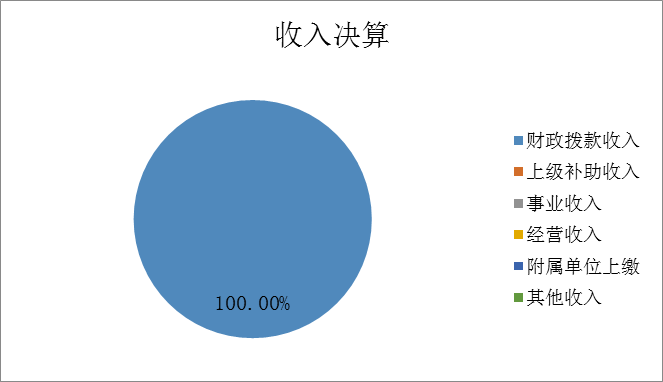 收入决算
100.00%
财政拨款收入
上级补助收入
事业收入
经营收入
附属单位上缴
其他收入